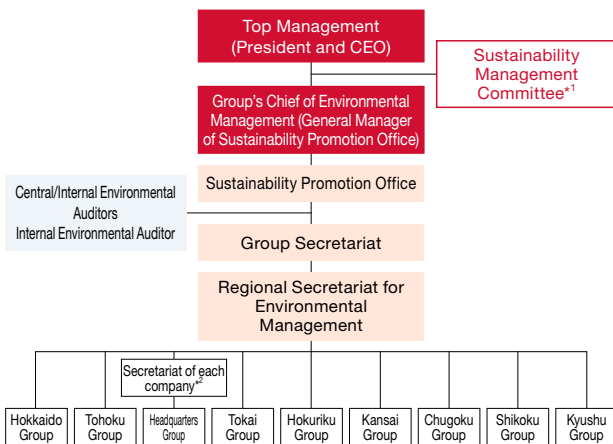 Top Management
(President and CEO)
Sustainability
Management
Committee*1
Group's Chief of Environmental
Management (General Manager
of Sustainability Promotion Office)
Sustainability Promotion Office
Central/Internal Environmental
Auditors
Internal Environmental Auditor
Group Secretariat
Regional Secretariat for
Environmental
Management
Secretariat of each
company*2
Hokkaido
Group
Tohoku
Group
Headquarters
Group
Tokai
Group
Hokuriku
Group
Kansai
Group
Chugoku
Group
Shikoku
Group
Kyushu
Group